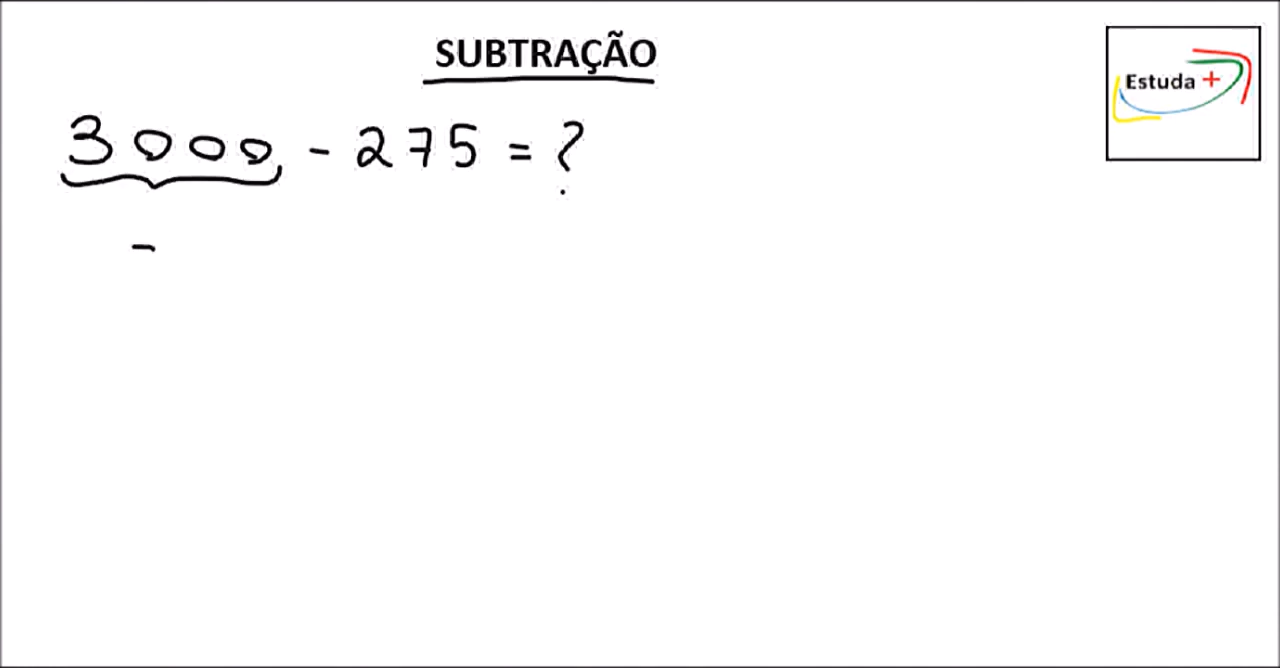 SUBTRAÇÃO
Estuda +
3000 - 275 = ?
-